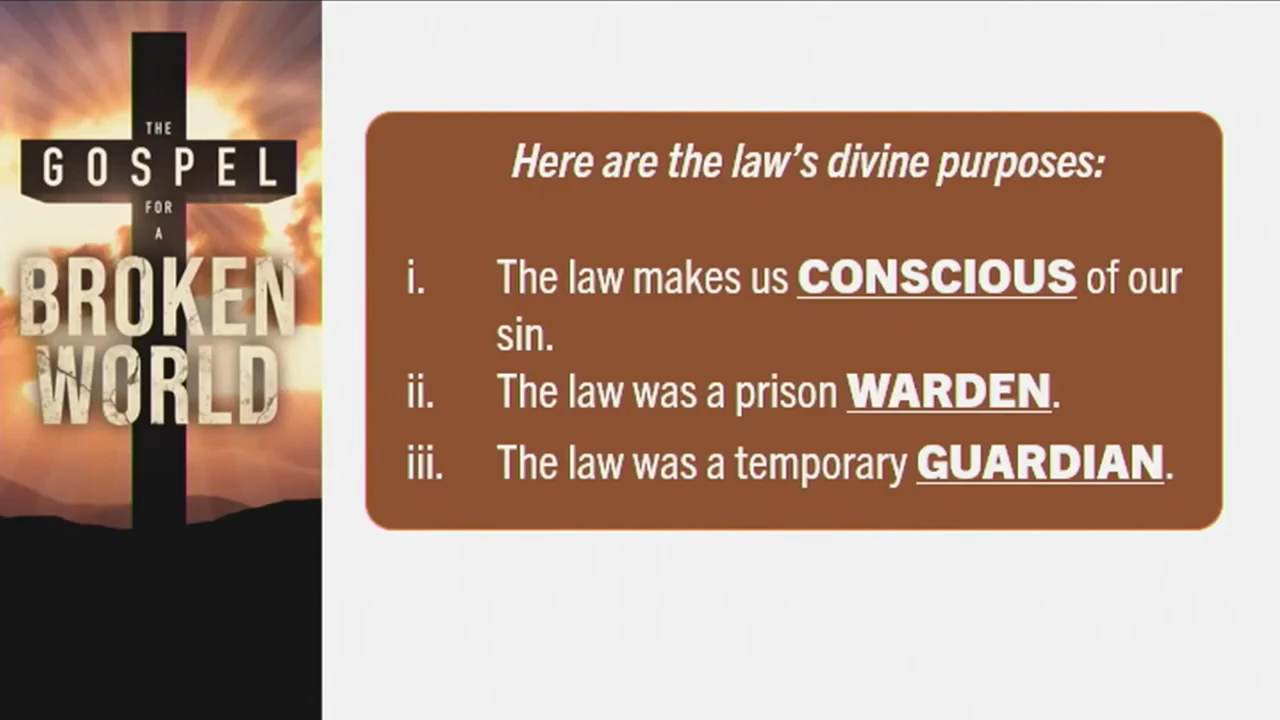 THE
GOSPEL
FOR
A
BROKEN
WORLD
Here are the law’s divine purposes:
i. The law makes us CONSCIOUS of our
sin.
ii. The law was a prison WARDEN.
iii. The law was a temporary GUARDIAN.